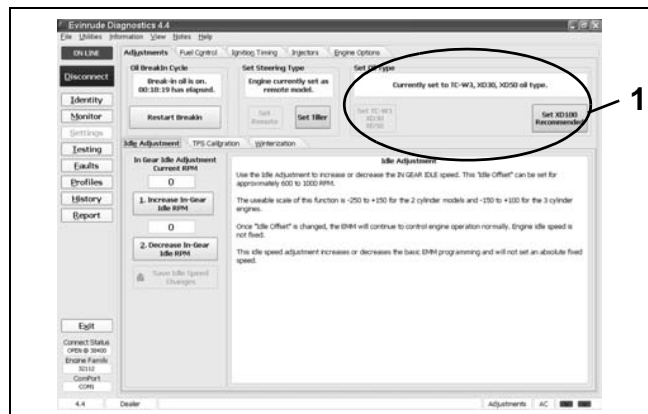 Evinrude Diagnostics 4.4
File Utilities Information View Notes Help
ON LINE
Adjustments Fuel Control Ignition Timing Injectors Engine Options
Oil BreakIn Cycle
Break-in oil is on.
00:18:19 has elapsed.
Restart Breakin
Set Steering Type
Engine currently set as
remote model.
Set
Remote
Set Tiller
Set Oil Type
Currently set to TC-W3, XD30, XD50 oil type.
Set TC-W3
XD30
XD50
Set XD100
Recommended
1
Disconnect
Identity
Monitor
Settings
Testing
Faults
Profiles
History
Report
Exit
Connect Status
OPEN @ 38400
Engine Family
ComPort
COM1
Idle Adjustment TPS Calibration Winterization
In Gear Idle Adjustment
Current RPM
0
1. Increase In-Gear
Idle RPM
0
2. Decrease In-Gear
Idle RPM
Save Idle Speed
Changes
Idle Adjustment
Use the Idle Adjustment to increase or decrease the IN GEAR IDLE speed. This "Idle Offset" can be set for
approximately 600 to 1000 RPM.
The useable scale of this function is -250 to +150 for the 2 cylinder models and -150 to +100 for the 3 cylinder
engines.
Once "Idle Offset" is changed, the EMM will continue to control engine operation normally. Engine idle speed is
not fixed.
This idle speed adjustment increases or decreases the basic EMM programming and will not set an absolute fixed
speed.
4.4 Dealer Adjustments AC